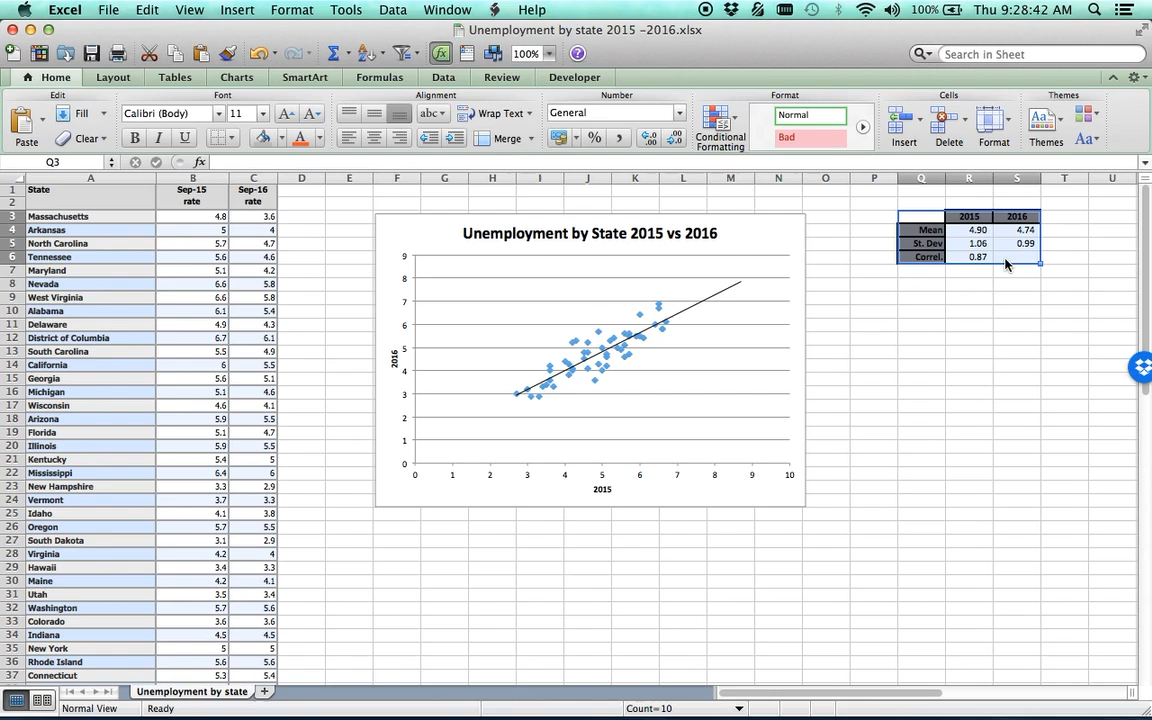 Excel File Edit View Insert Format Tools Data Window Help 100% Thu 9:28:42 AM
Unemployment by state 2015 -2016.xlsx
fx 100% Search in Sheet
Home Layout Tables Charts SmartArt Formulas Data Review Developer
Edit Font Alignment Number Format Cells Themes
Fill Calibri (Body) 11 A A abc Wrap Text General Normal
Clear B I U A Merge % , .0 .00 .00 .0 Bad
Paste Conditional Formatting Insert Delete Format Themes Aa
Q3 fx
A B C D E F G H I J K L M N O P Q R S T U
1 State Sep-15 Sep-16
2 rate rate
3 Massachusetts 4.8 3.6 2015 2016
4 Arkansas 5 4 Mean 4.90 4.74
5 North Carolina 5.7 4.7 St. Dev 1.06 0.99
6 Tennessee 5.6 4.6 Correl. 0.87
7 Maryland 5.1 4.2
8 Nevada 6.6 5.8
9 West Virginia 6.6 5.8
10 Alabama 6.1 5.4
11 Delaware 4.9 4.3
12 District of Columbia 6.7 6.1
13 South Carolina 5.5 4.9
14 California 6 5.5
15 Georgia 5.6 5.1
16 Michigan 5.1 4.6
17 Wisconsin 4.6 4.1
18 Arizona 5.9 5.5
19 Florida 5.1 4.7
20 Illinois 5.9 5.5
21 Kentucky 5.4 5
22 Mississippi 6.4 6
23 New Hampshire 3.3 2.9
24 Vermont 3.7 3.3
25 Idaho 4.1 3.8
26 Oregon 5.7 5.5
27 South Dakota 3.1 2.9
28 Virginia 4.2 4
29 Hawaii 3.4 3.3
30 Maine 4.2 4.1
31 Utah 3.5 3.4
32 Washington 5.7 5.6
33 Colorado 3.6 3.6
34 Indiana 4.5 4.5
35 New York 5 5
36 Rhode Island 5.6 5.6
37 Connecticut 5.3 5.4
Unemployment by State 2015 vs 2016
9
8
7
6
5
4
3
2
1
0
2016
0 1 2 3 4 5 6 7 8 9 10
2015
Unemployment by state
Normal View Ready Count=10